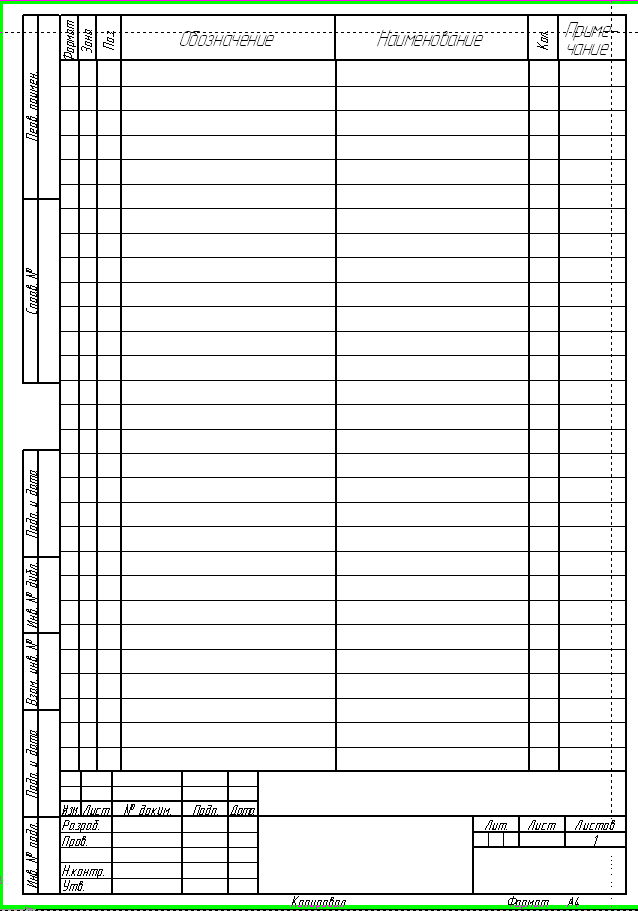 Формат
Зона
Поз.
Обозначение
Наименование
Кол.
Приме-
чание
Перв. примен.
Справ. №
Подп. и дата
Инв. № дубл.
Взам. инв. №
Подп. и дата
Инв. № подл.
Изм.
Лист
№ докум.
Подп.
Дата
Разраб.
Пров.
Н.контр.
Утв.
Лит.
Лист
Листов
1
Копировал
Формат A4